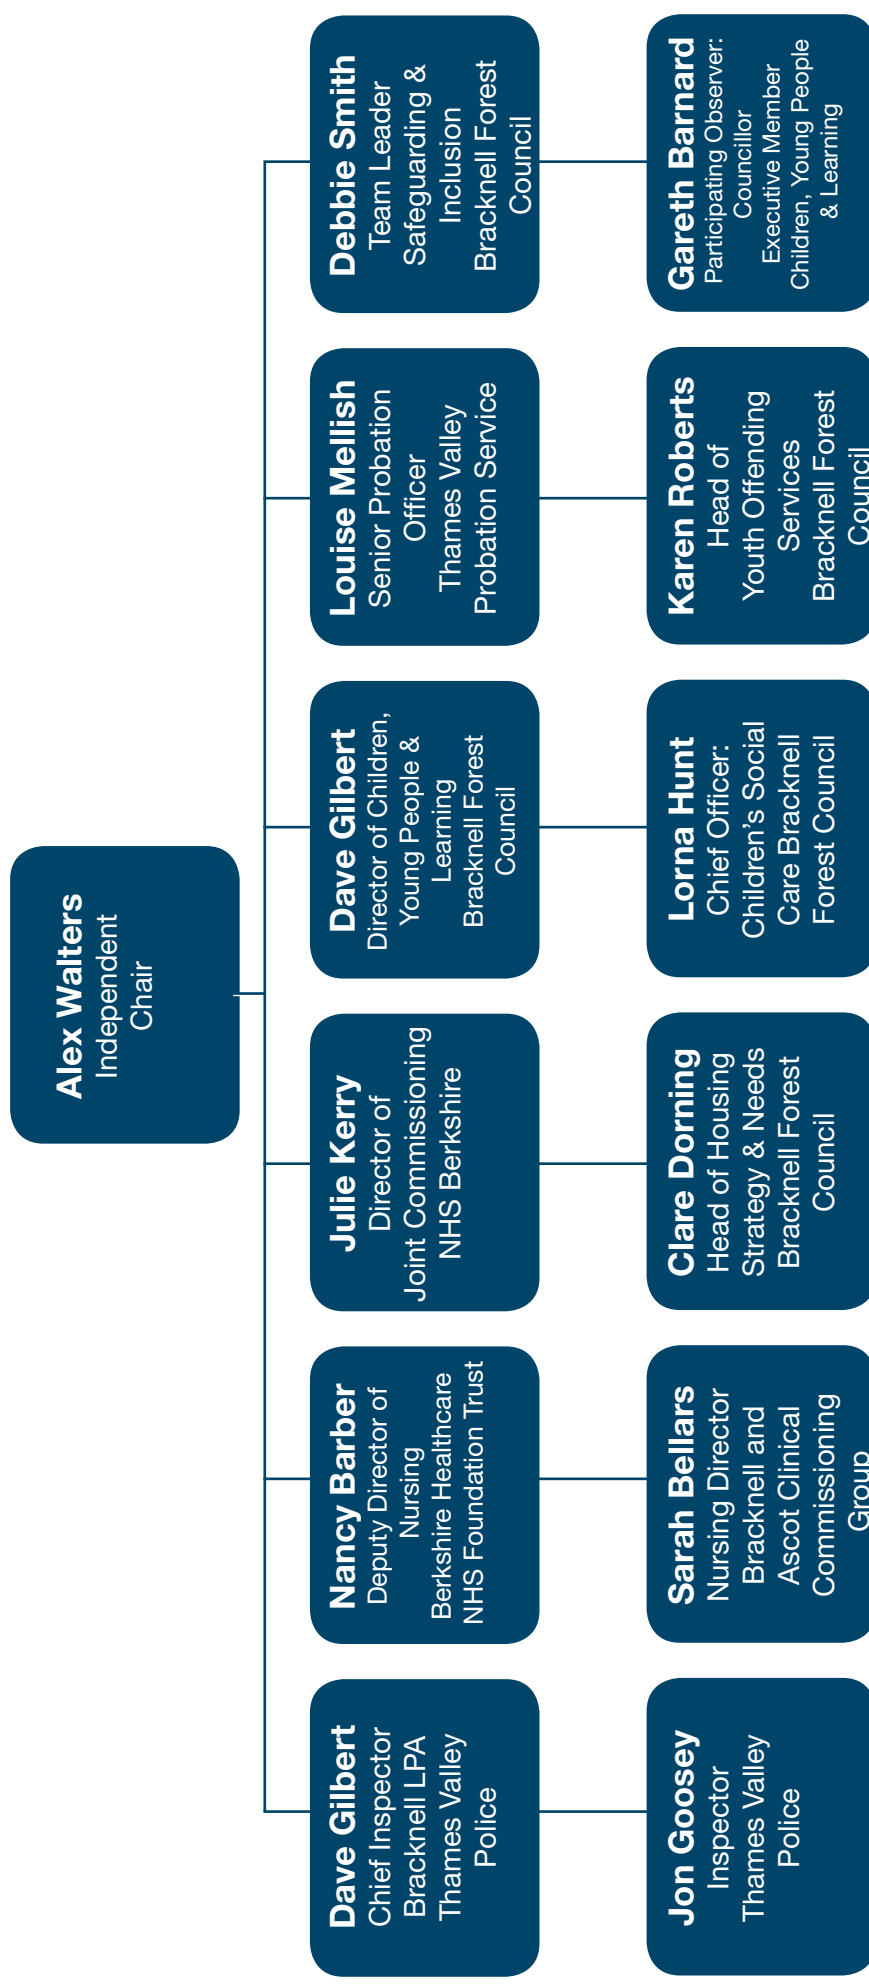 Alex Walters
Independent
Chair
Dave Gilbert
Chief Inspector
Bracknell LPA
Thames Valley
Police
Nancy Barber
Deputy Director of
Nursing
Berkshire Healthcare
NHS Foundation Trust
Julie Kerry
Director of
Joint Commissioning
NHS Berkshire
Dave Gilbert
Director of Children,
Young People &
Learning
Bracknell Forest
Council
Louise Mellish
Senior Probation
Officer
Thames Valley
Probation Service
Debbie Smith
Team Leader
Safeguarding &
Inclusion
Bracknell Forest
Council
Jon Goosey
Inspector
Thames Valley
Police
Sarah Bellars
Nursing Director
Bracknell and
Ascot Clinical
Commissioning
Group
Clare Dorning
Head of Housing
Strategy & Needs
Bracknell Forest
Council
Lorna Hunt
Chief Officer:
Children's Social
Care Bracknell
Forest Council
Karen Roberts
Head of
Youth Offending
Services
Bracknell Forest
Council
Gareth Barnard
Participating Observer:
Councillor
Executive Member
Children, Young People
& Learning